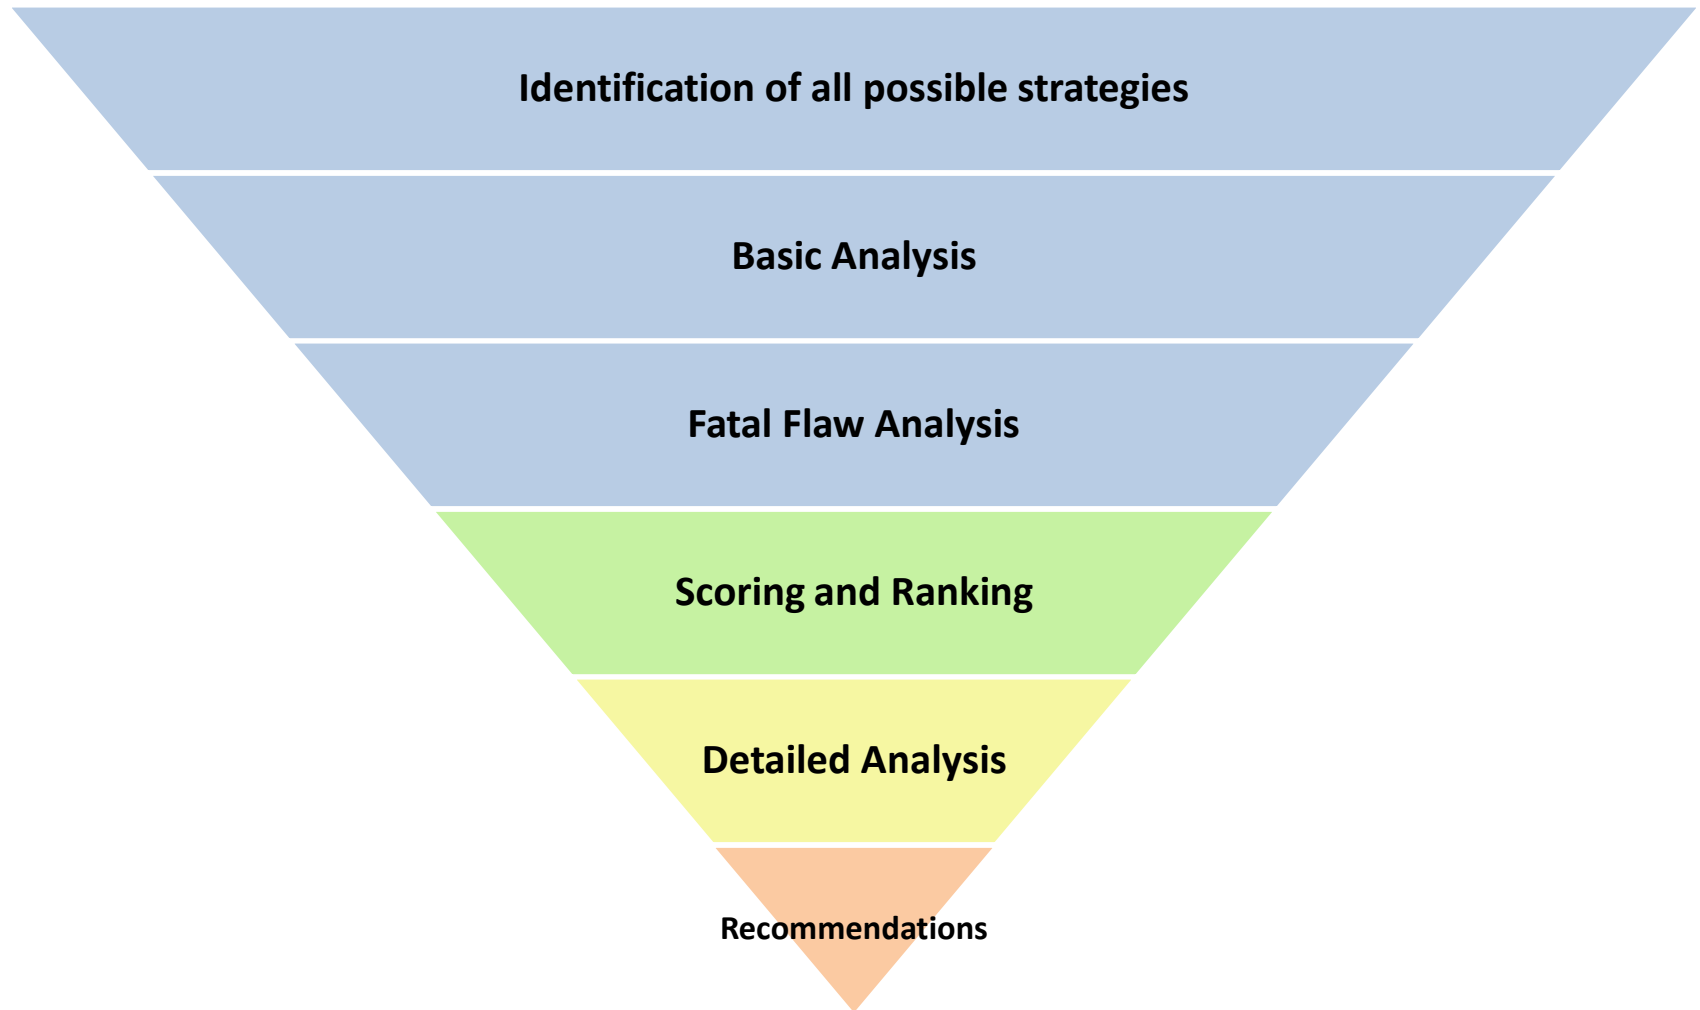 Identification of all possible strategies
Basic Analysis
Fatal Flaw Analysis
Scoring and Ranking
Detailed Analysis
Recommendations